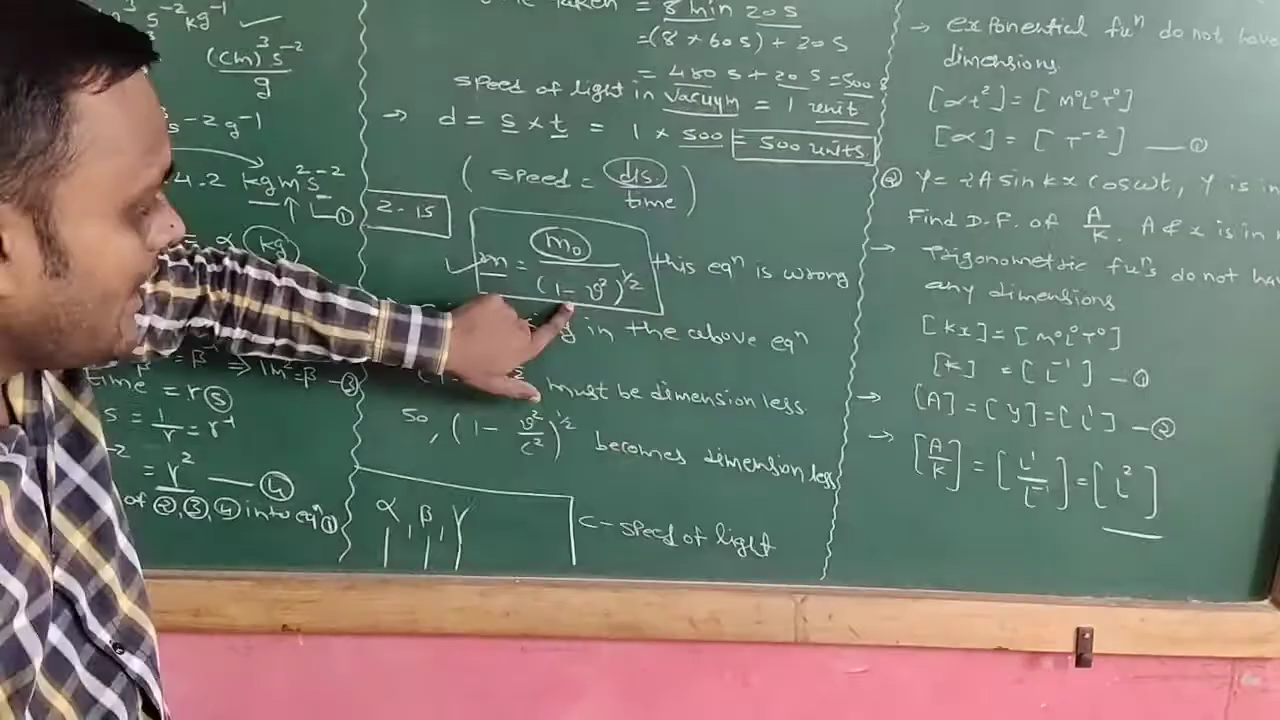 s⁻² kg⁻¹
(cm)³ s⁻²
g
s⁻² g⁻¹
4.2 kg m² s⁻² ①
kg
⇒ 1m² = β⁻² ③
time = r s
s = 1/r = r⁻¹
= r² — ④
of ②,③,④ into eqⁿ ①
taken = 8 min 20 s
= (8 × 60 s) + 20 s
= 480 s + 20 s = 500 s
speed of light in vacuum = 1 unit
→ d = s × t = 1 × 500 = 500 units
(speed = dis./time)
2.15
m = m₀/(1 - v²)^½ this eqⁿ is wrong
in the above eqⁿ
must be dimension less.
So, (1 - v²/c²)^½ becomes dimension less
α, β, γ
c - speed of light
→ exponential fuⁿ do not have
dimensions.
[αt²] = [M⁰L⁰T⁰]
[α] = [T⁻²] — ①
② Y = 2A sin kx cos ωt, Y is in
Find D.F. of A/k. A & x is in
→ Trigonometric fuⁿs do not have
any dimensions
[kx] = [M⁰L⁰T⁰]
[k] = [L⁻¹] — ①
→ [A] = [y] = [L¹] — ②
→ [A/k] = [L¹/L⁻¹] = [L²]